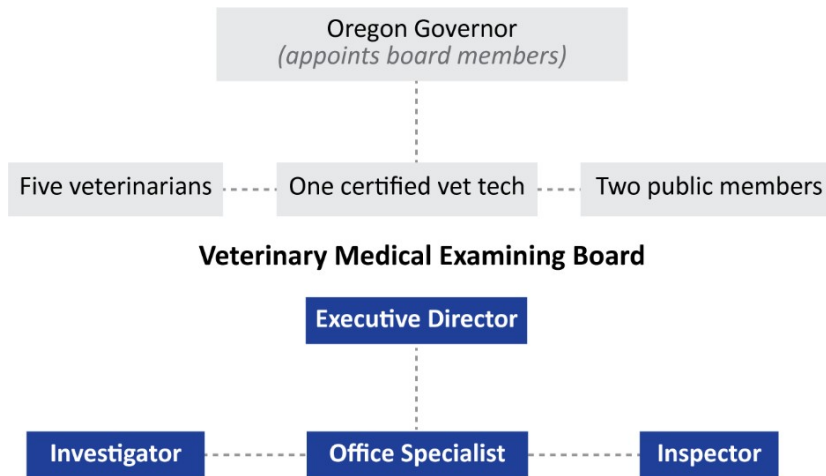 Oregon Governor
(appoints board members)
Five veterinarians
One certified vet tech
Two public members
Veterinary Medical Examining Board
Executive Director
Investigator
Office Specialist
Inspector